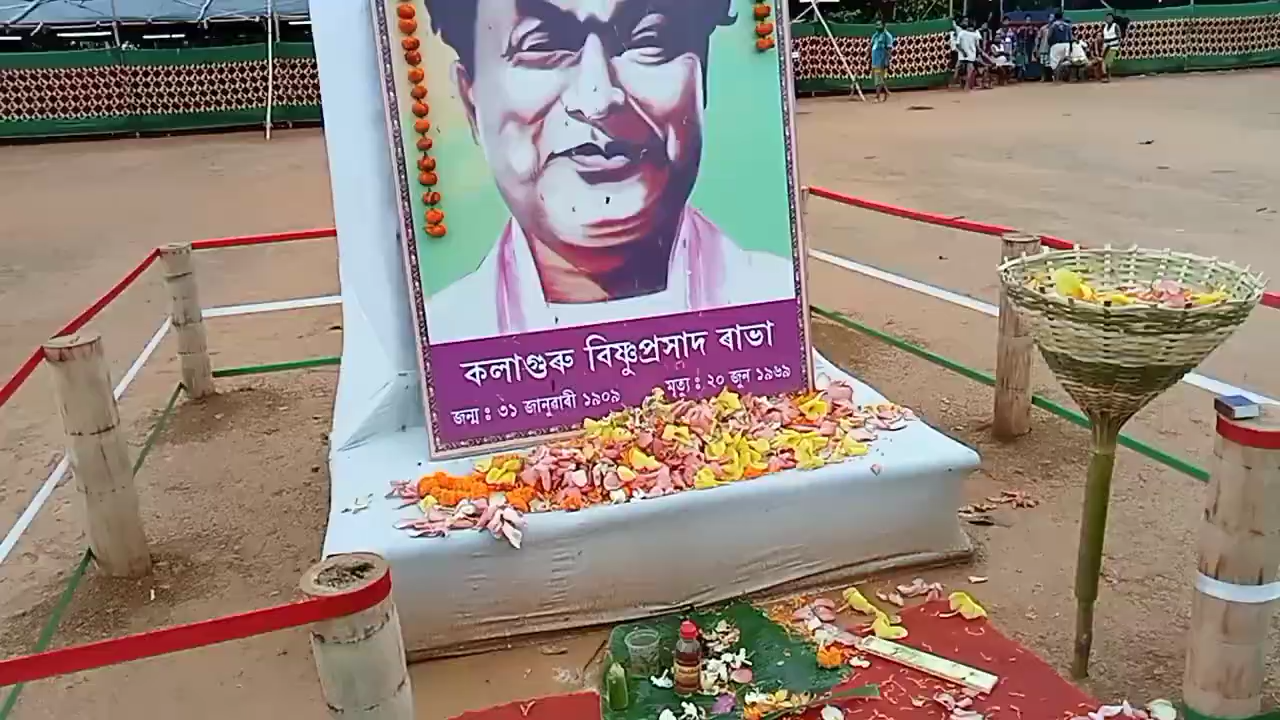 কলাগুৰু বিষ্ণুপ্ৰসাদ ৰাভা
জন্ম : ৩১ জানুৱাৰী ১৯০৯ মৃত্যু : ২০ জুন ১৯৬৯